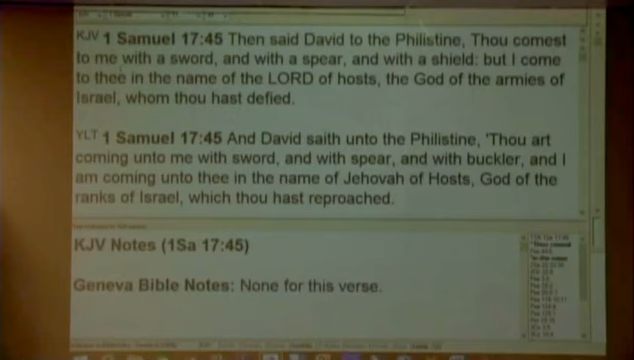 KJV 1 Samuel 17:45 Then said David to the Philistine, Thou comest
to me with a sword, and with a spear, and with a shield: but I come
to thee in the name of the LORD of hosts, the God of the armies of
Israel, whom thou hast defied.
YLT 1 Samuel 17:45 And David saith unto the Philistine, 'Thou art
coming unto me with sword, and with spear, and with buckler, and I
am coming unto thee in the name of Jehovah of Hosts, God of the
ranks of Israel, which thou hast reproached.
KJV Notes (1Sa 17:45)
Geneva Bible Notes: None for this verse.